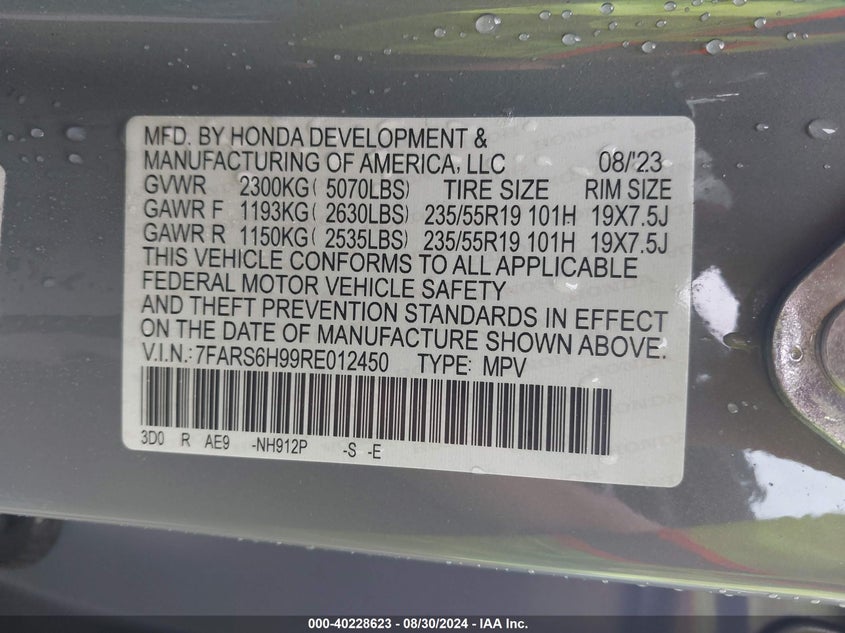 MFD. BY HONDA DEVELOPMENT &
MANUFACTURING OF AMERICA, LLC 08/'23
GVWR 2300KG( 5070LBS) TIRE SIZE RIM SIZE
GAWR F 1193KG( 2630LBS) 235/55R19 101H 19X7.5J
GAWR R 1150KG( 2535LBS) 235/55R19 101H 19X7.5J
THIS VEHICLE CONFORMS TO ALL APPLICABLE
FEDERAL MOTOR VEHICLE SAFETY
AND THEFT PREVENTION STANDARDS IN EFFECT
ON THE DATE OF MANUFACTURE SHOWN ABOVE.
V.I.N.:7FARS6H99RE012450 TYPE: MPV
3D0 R AE9 -NH912P -S -E
000-40228623 - 08/30/2024 - IAA Inc.